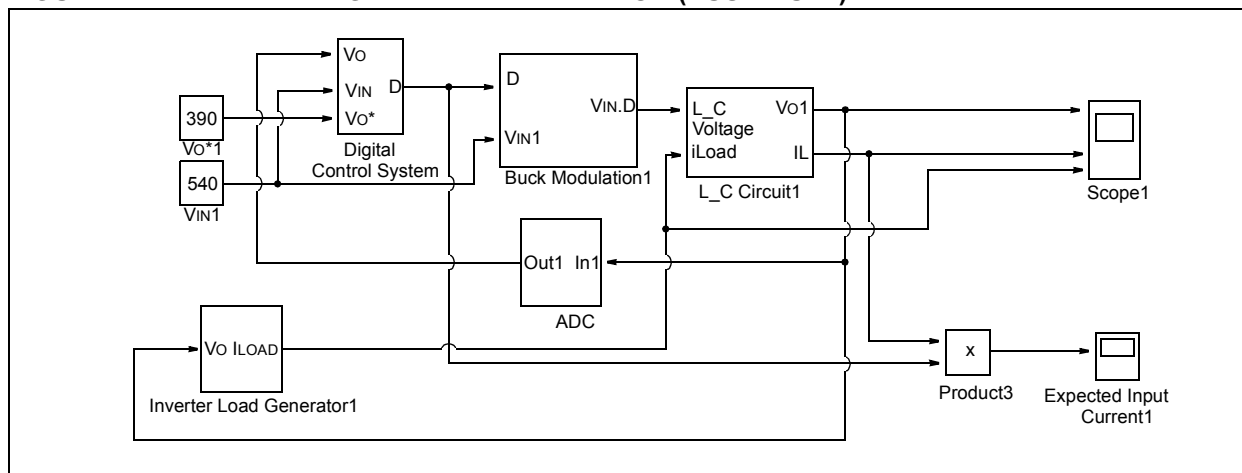 VO
VIN
D
VO*
Digital
Control System
390
VO*1
540
VIN1
D
VIN.D
VIN1
Buck Modulation1
L_C
Voltage
iLoad
VO1
IL
L_C Circuit1
Scope1
Out1 In1
ADC
VO ILOAD
Inverter Load Generator1
x
Product3
Expected Input
Current1